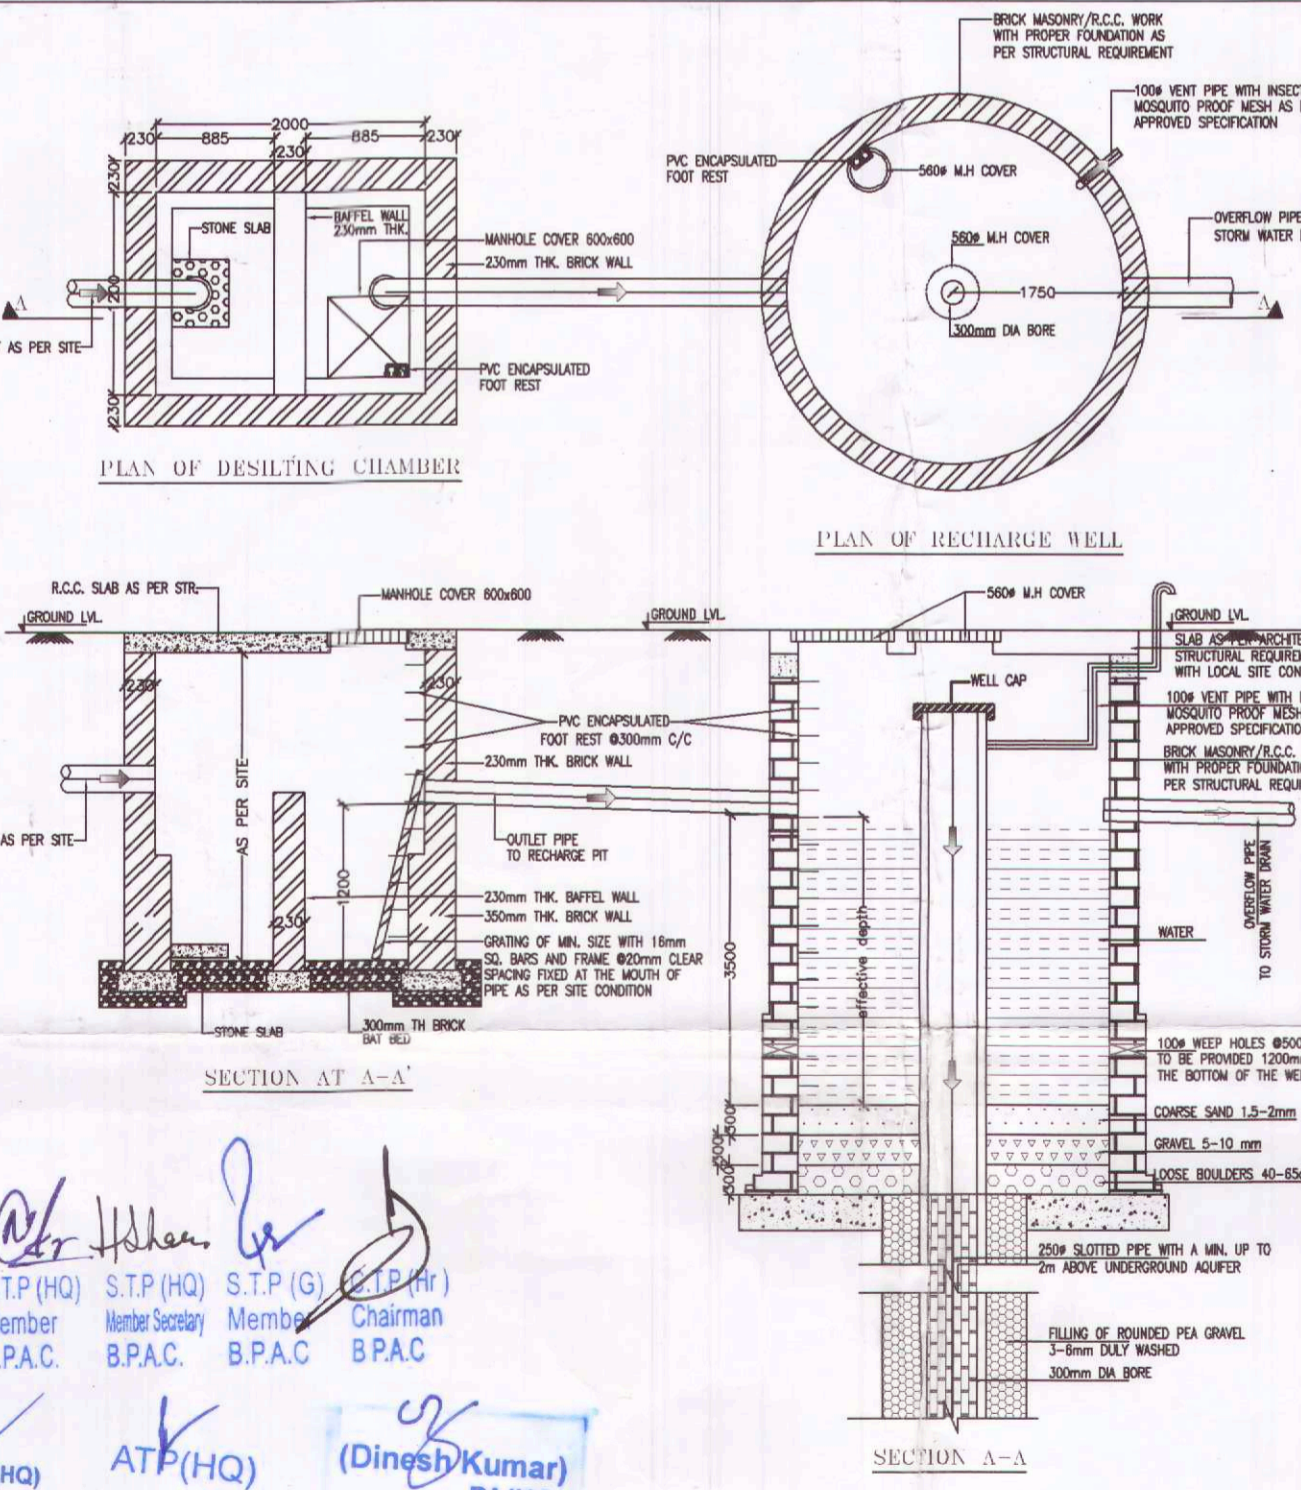 BRICK MASONRY/R.C.C. WORK
WITH PROPER FOUNDATION AS
PER STRUCTURAL REQUIREMENT
100ø VENT PIPE WITH INSECT
MOSQUITO PROOF MESH AS
APPROVED SPECIFICATION
2000
230
885
230
885
230
230
BAFFEL WALL
230mm THK.
STONE SLAB
MANHOLE COVER 600x600
230mm THK. BRICK WALL
200
A
AS PER SITE
PVC ENCAPSULATED
FOOT REST
230
PLAN OF DESILTING CHAMBER
PVC ENCAPSULATED
FOOT REST
560ø M.H COVER
560ø M.H COVER
1750
300mm DIA BORE
OVERFLOW PIPE
STORM WATER
A
PLAN OF RECHARGE WELL
R.C.C. SLAB AS PER STR.
MANHOLE COVER 600x600
GROUND LVL.
GROUND LVL.
230
230
AS PER SITE
PVC ENCAPSULATED
FOOT REST @300mm C/C
230mm THK. BRICK WALL
AS PER SITE
1200
OUTLET PIPE
TO RECHARGE PIT
230mm THK. BAFFEL WALL
350mm THK. BRICK WALL
230
GRATING OF MIN. SIZE WITH 16mm
SQ. BARS AND FRAME @20mm CLEAR
SPACING FIXED AT THE MOUTH OF
PIPE AS PER SITE CONDITION
STONE SLAB
300mm TH BRICK
BAT BED
SECTION AT A-A'
560ø M.H COVER
GROUND LVL.
SLAB AS PER
STRUCTURAL
WITH LOCAL SITE
WELL CAP
100ø VENT PIPE WITH
MOSQUITO PROOF MESH
APPROVED
BRICK MASONRY/R.C.C.
WITH PROPER
PER STRUCTURAL
OVERFLOW PIPE
TO STORM WATER DRAIN
WATER
3500
effective depth
100ø WEEP HOLES @500
TO BE PROVIDED
THE BOTTOM OF THE
COARSE SAND 1.5-2mm
GRAVEL 5-10 mm
LOOSE BOULDERS
500
500
500
250ø SLOTTED PIPE WITH A MIN. UP TO
2m ABOVE UNDERGROUND AQUIFER
FILLING OF ROUNDED PEA GRAVEL
3-6mm DULY WASHED
300mm DIA BORE
SECTION A-A
T.P (HQ) S.T.P (HQ) S.T.P (G) C.T.P (Hr)
Member Secretary Member Chairman
P.A.C. B.P.A.C. B.P.A.C B P.A.C
HQ) ATP(HQ) (Dinesh Kumar)